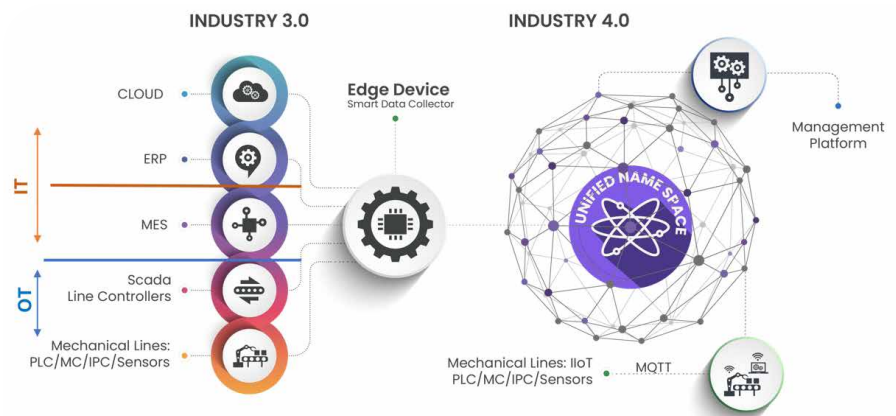 INDUSTRY 3.0
INDUSTRY 4.0
CLOUD
ERP
MES
Scada
Line Controllers
Mechanical Lines:
PLC/MC/IPC/Sensors
IT
OT
Edge Device
Smart Data Collector
UNIFIED NAME SPACE
Management
Platform
Mechanical Lines: IIoT
PLC/MC/IPC/Sensors
MQTT